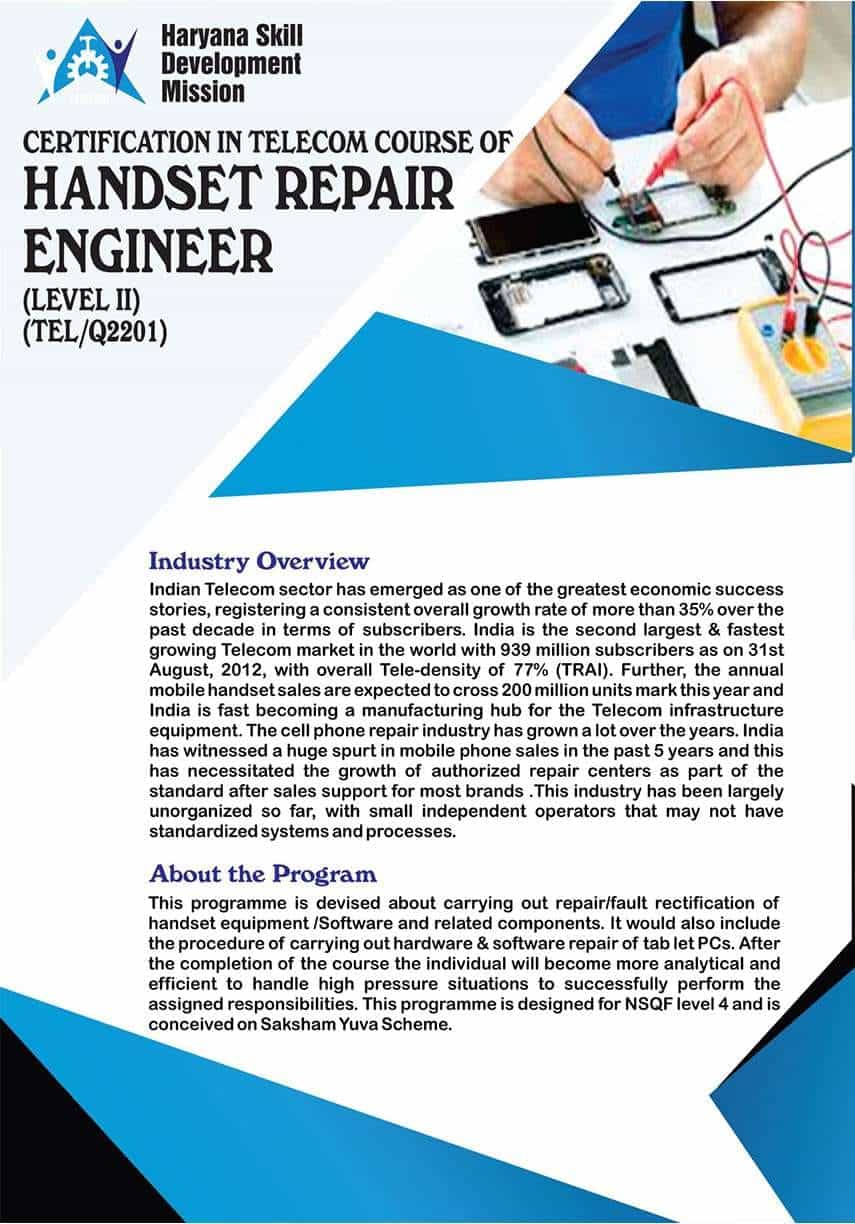 Haryana Skill
Development
Mission
CERTIFICATION IN TELECOM COURSE OF
HANDSET REPAIR
ENGINEER
(LEVEL II)
(TEL/Q2201)
Industry Overview
Indian Telecom sector has emerged as one of the greatest economic success
stories, registering a consistent overall growth rate of more than 35% over the
past decade in terms of subscribers. India is the second largest & fastest
growing Telecom market in the world with 939 million subscribers as on 31st
August, 2012, with overall Tele-density of 77% (TRAI). Further, the annual
mobile handset sales are expected to cross 200 million units mark this year and
India is fast becoming a manufacturing hub for the Telecom infrastructure
equipment. The cell phone repair industry has grown a lot over the years. India
has witnessed a huge spurt in mobile phone sales in the past 5 years and this
has necessitated the growth of authorized repair centers as part of the
standard after sales support for most brands .This industry has been largely
unorganized so far, with small independent operators that may not have
standardized systems and processes.
About the Program
This programme is devised about carrying out repair/fault rectification of
handset equipment /Software and related components. It would also include
the procedure of carrying out hardware & software repair of tab let PCs. After
the completion of the course the individual will become more analytical and
efficient to handle high pressure situations to successfully perform the
assigned responsibilities. This programme is designed for NSQF level 4 and is
conceived on Saksham Yuva Scheme.